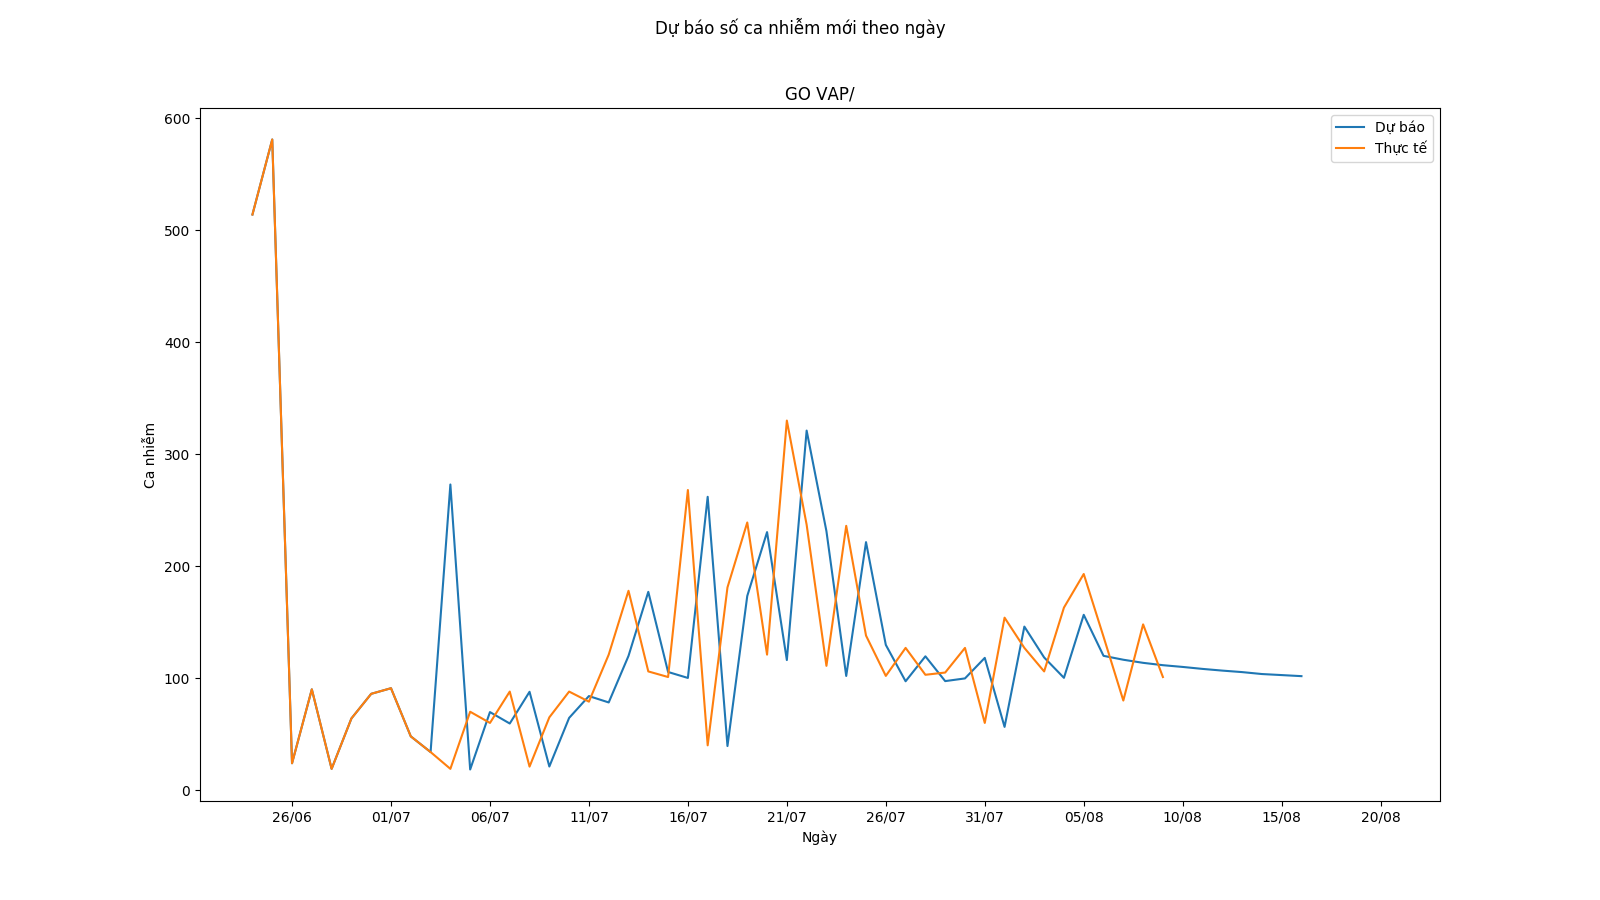 Dự báo số ca nhiễm mới theo ngày
GO VAP/
600
500
400
300
200
100
0
Ca nhiễm
Dự báo
Thực tế
26/06 01/07 06/07 11/07 16/07 21/07 26/07 31/07 05/08 10/08 15/08 20/08
Ngày